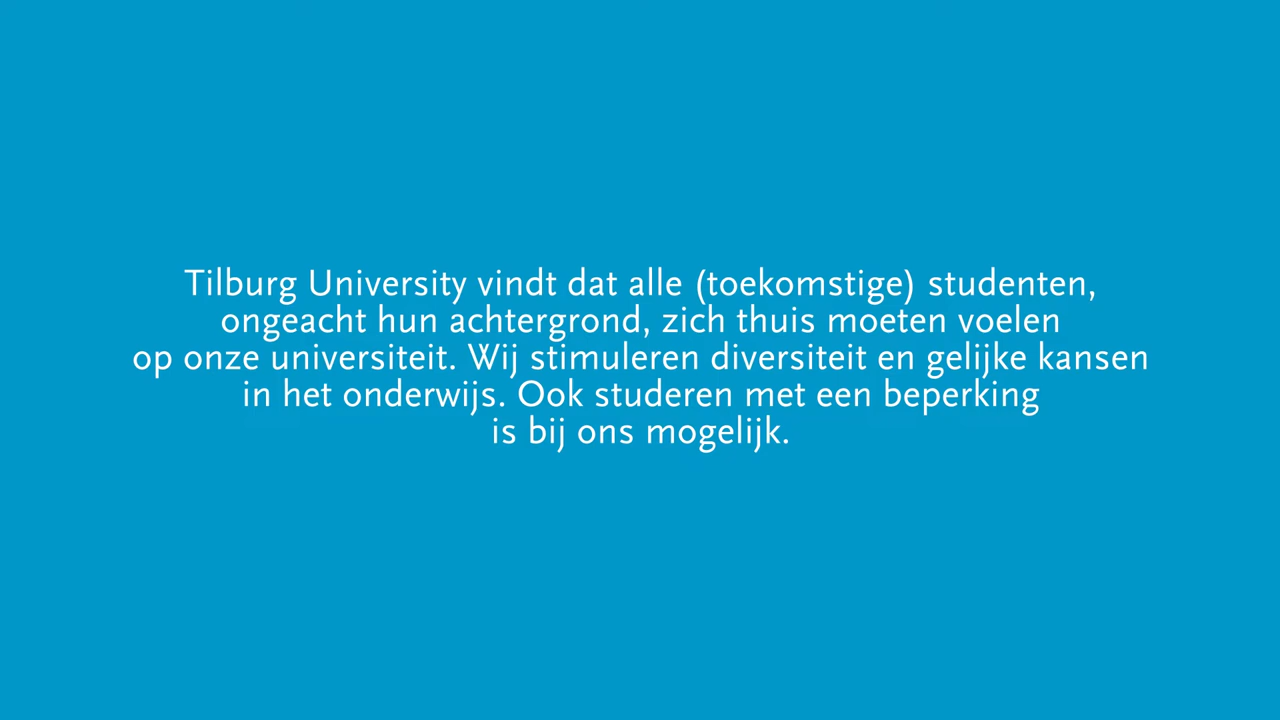 Tilburg University vindt dat alle (toekomstige) studenten,
ongeacht hun achtergrond, zich thuis moeten voelen
op onze universiteit. Wij stimuleren diversiteit en gelijke kansen
in het onderwijs. Ook studeren met een beperking
is bij ons mogelijk.